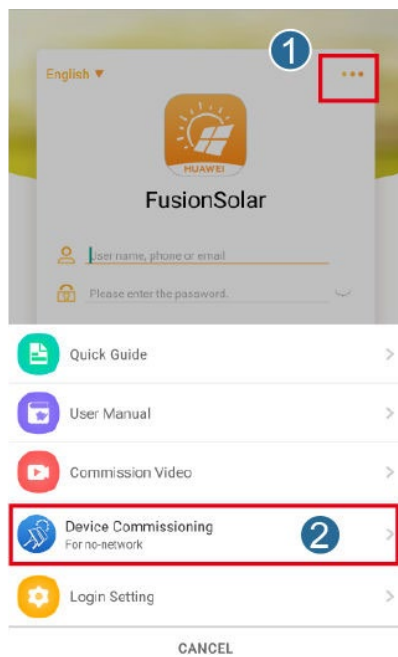 1
English ▼
HUAWEI
FusionSolar
User name, phone or email
Please enter the password.
Quick Guide
User Manual
Commission Video
Device Commissioning
For no-network
2
Login Setting
CANCEL